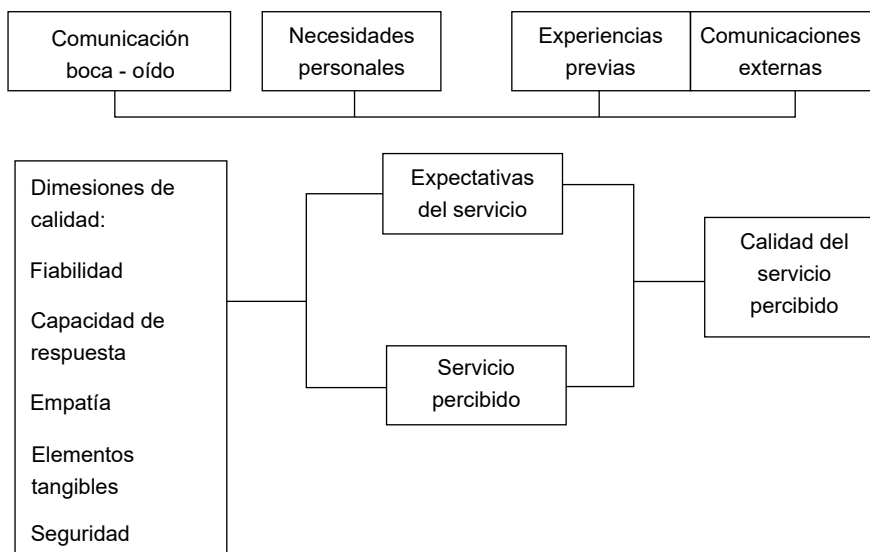 Comunicación
boca - oído
Necesidades
personales
Experiencias
previas
Comunicaciones
externas
Dimesiones de
calidad:
Fiabilidad
Capacidad de
respuesta
Empatía
Elementos
tangibles
Seguridad
Expectativas
del servicio
Servicio
percibido
Calidad del
servicio
percibido